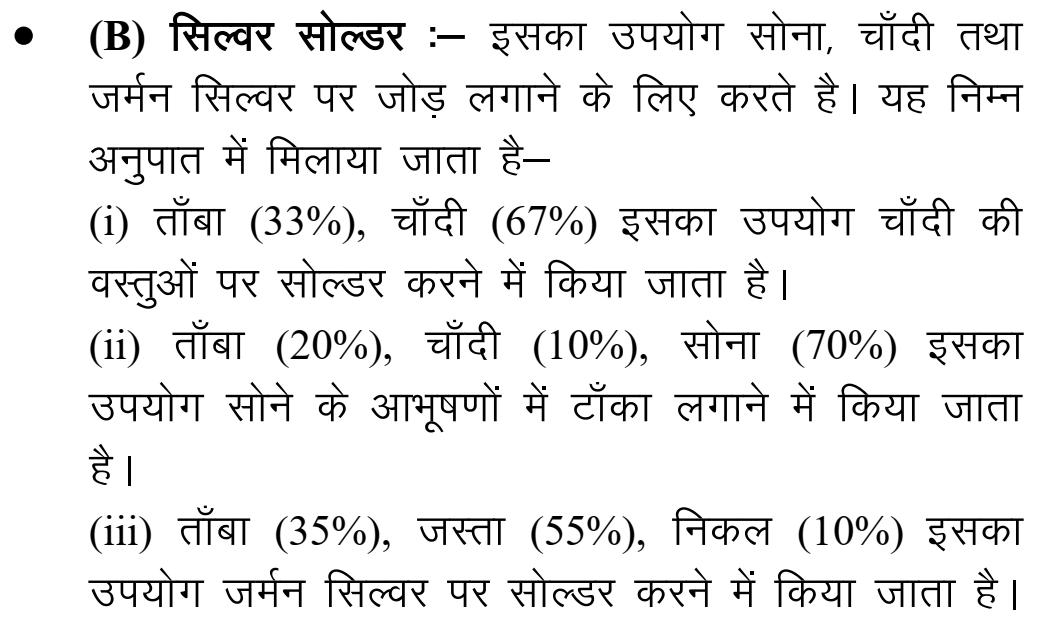 • (B) सिल्वर सोल्डर :– इसका उपयोग सोना, चाँदी तथा
जर्मन सिल्वर पर जोड़ लगाने के लिए करते है। यह निम्न
अनुपात में मिलाया जाता है–
(i) ताँबा (33%), चाँदी (67%) इसका उपयोग चाँदी की
वस्तुओं पर सोल्डर करने में किया जाता है।
(ii) ताँबा (20%), चाँदी (10%), सोना (70%) इसका
उपयोग सोने के आभूषणों में टाँका लगाने में किया जाता
है।
(iii) ताँबा (35%), जस्ता (55%), निकल (10%) इसका
उपयोग जर्मन सिल्वर पर सोल्डर करने में किया जाता है।